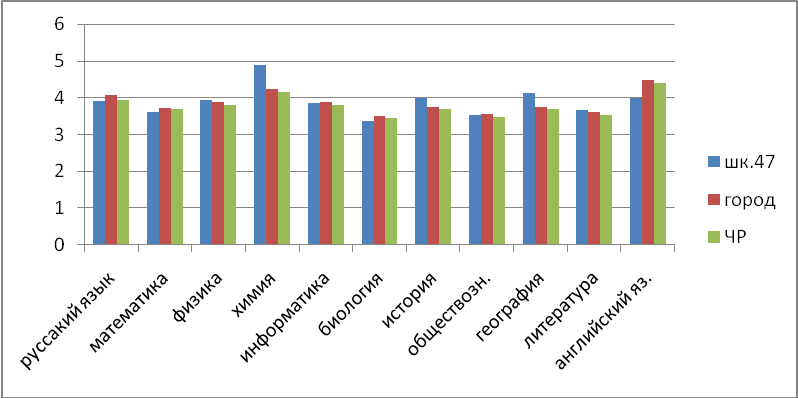 6
5
4
3
2
1
0
руссакий язык
математика
физика
химия
информатика
биология
история
обществозн.
география
литература
английский яз.
шк.47
город
ЧР